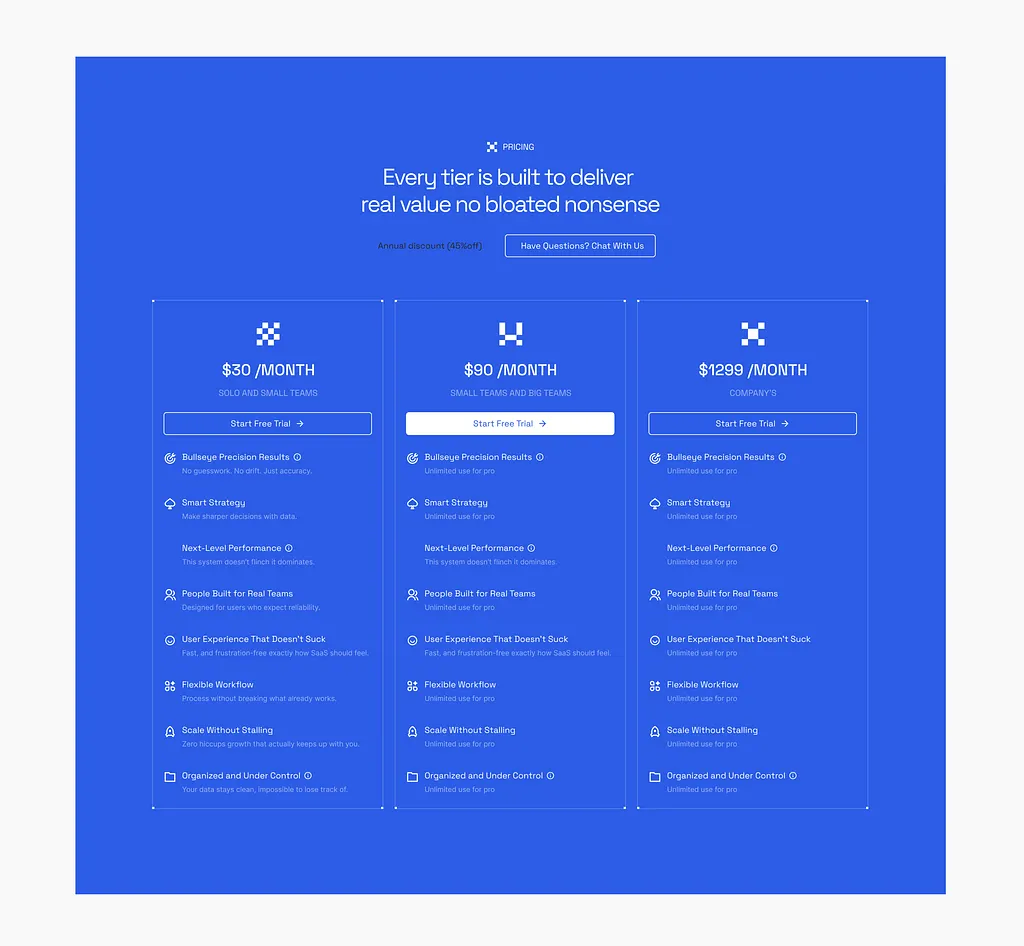 PRICING
Every tier is built to deliver
real value no bloated nonsense
Annual discount (45%off)
Have Questions? Chat With Us
$30 /MONTH
SOLO AND SMALL TEAMS
Start Free Trial
Bullseye Precision Results
No guesswork. No drift. Just accuracy.
Smart Strategy
Make sharper decisions with data.
Next-Level Performance
This system doesn't flinch it dominates.
People Built for Real Teams
Designed for users who expect reliability.
User Experience That Doesn't Suck
Fast, and frustration-free exactly how SaaS should feel.
Flexible Workflow
Process without breaking what already works.
Scale Without Stalling
Zero hiccups growth that actually keeps up with you.
Organized and Under Control
Your data stays clean, impossible to lose track of.
$90 /MONTH
SMALL TEAMS AND BIG TEAMS
Start Free Trial
Bullseye Precision Results
Unlimited use for pro
Smart Strategy
Unlimited use for pro
Next-Level Performance
This system doesn't flinch it dominates.
People Built for Real Teams
Unlimited use for pro
User Experience That Doesn't Suck
Fast, and frustration-free exactly how SaaS should feel.
Flexible Workflow
Unlimited use for pro
Scale Without Stalling
Unlimited use for pro
Organized and Under Control
Unlimited use for pro
$1299 /MONTH
COMPANY'S
Start Free Trial
Bullseye Precision Results
Unlimited use for pro
Smart Strategy
Unlimited use for pro
Next-Level Performance
Unlimited use for pro
People Built for Real Teams
Unlimited use for pro
User Experience That Doesn't Suck
Unlimited use for pro
Flexible Workflow
Unlimited use for pro
Scale Without Stalling
Unlimited use for pro
Organized and Under Control
Unlimited use for pro